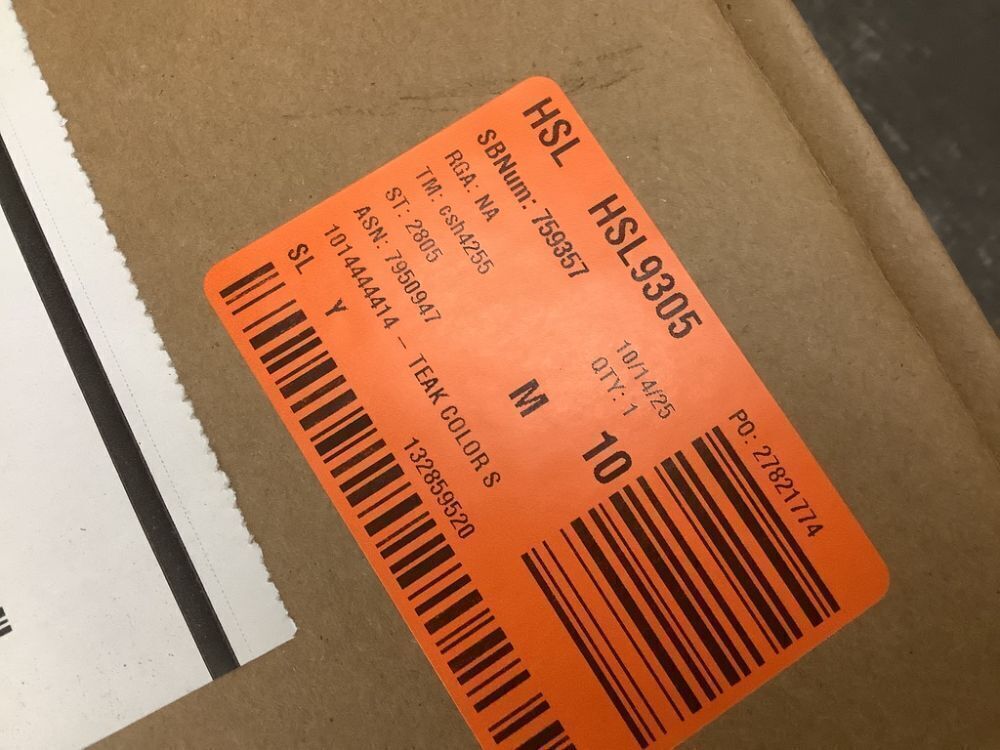 HSL HSL9305
SBNum: 759357 10/14/25 PO: 27821774
RGA: NA QTY: 1
TM: csh4255
ST: 2805 M 10
ASN: 7950947
1014444414 - TEAK COLOR S
SL Y 132859520